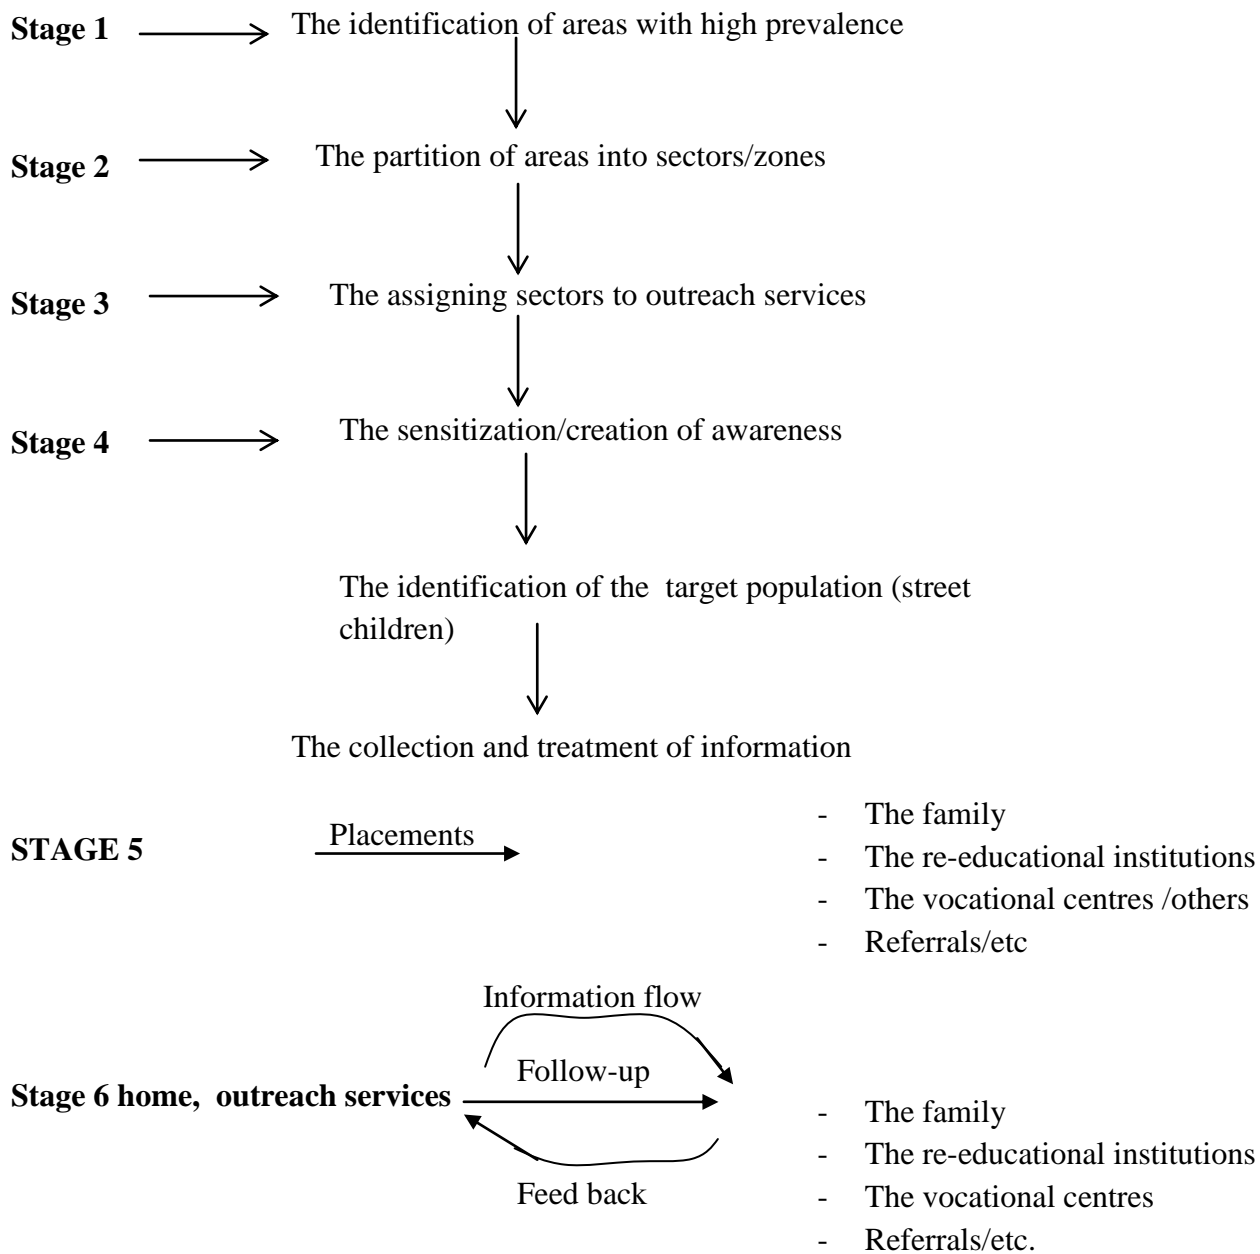 Stage 1 The identification of areas with high prevalence
Stage 2 The partition of areas into sectors/zones
Stage 3 The assigning sectors to outreach services
Stage 4 The sensitization/creation of awareness
The identification of the target population (street
children)
The collection and treatment of information
STAGE 5 Placements
- The family
- The re-educational institutions
- The vocational centres /others
- Referrals/etc
Information flow
Follow-up
Stage 6 home, outreach services
Feed back
- The family
- The re-educational institutions
- The vocational centres
- Referrals/etc.